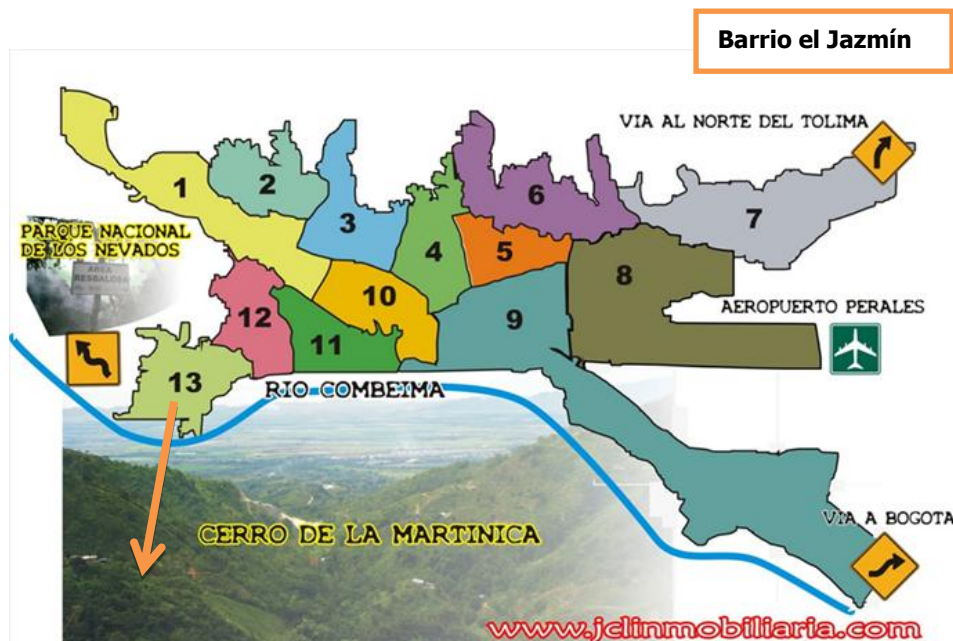 Barrio el Jazmín
VIA AL NORTE DEL TOLIMA
1
2
3
4
5
6
7
PARQUE NACIONAL
DE LOS NEVADOS
AREA
RESBALOSA
8
9
10
11
12
13
AEROPUERTO PERALES
RIO COMBEIMA
CERRO DE LA MARTINICA
VIA A BOGOTA
www.jclinmobiliaria.com